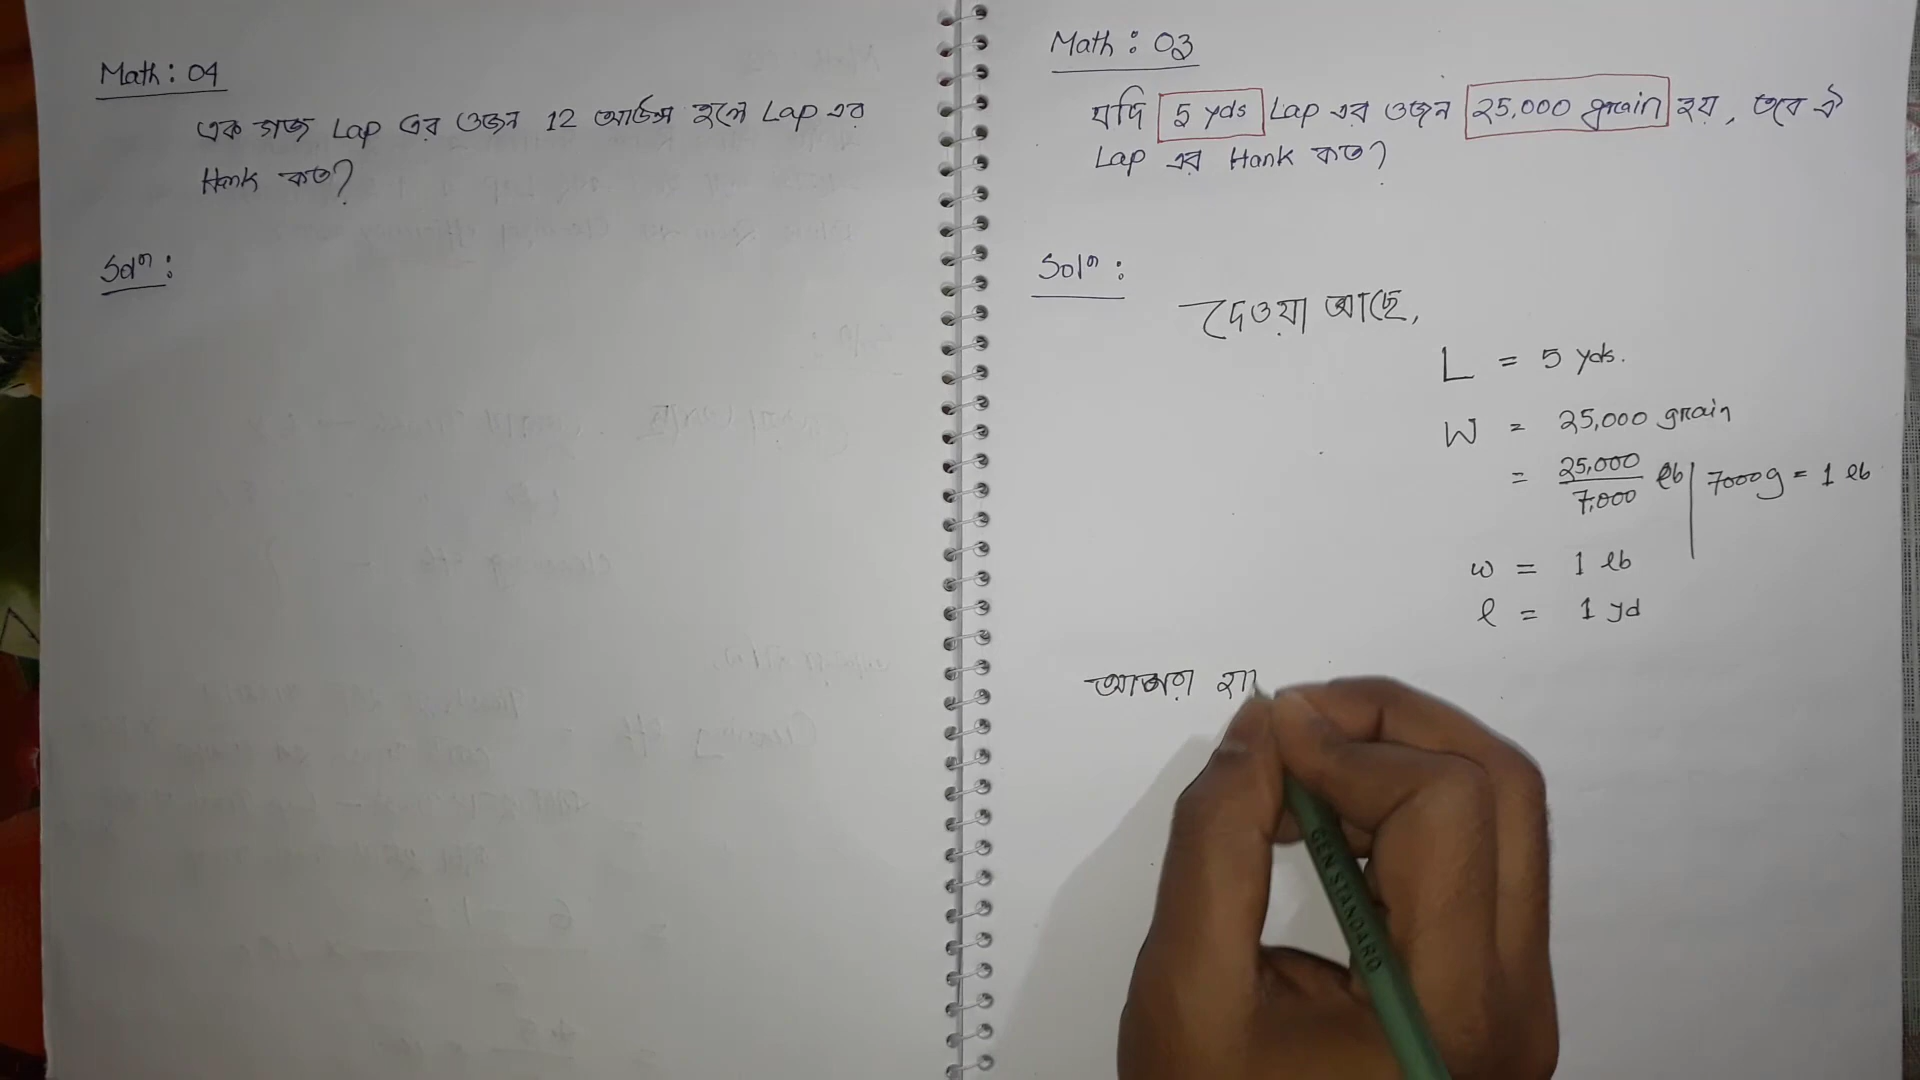 Math: 04
এক গজ Lap এর ওজন 12 আউন্স হলে Lap এর
Hank কত?
Solⁿ:
Math: 03
যদি 5 yds Lap এর ওজন 25,000 grain হয়, তবে ঐ
Lap এর Hank কত?
Solⁿ:
দেওয়া আছে,
L = 5 yds.
W = 25,000 grain
= 25,000/7,000 lb | 7000g = 1 lb
w = 1 lb
l = 1 yd
আমরা
GEN STANDARD